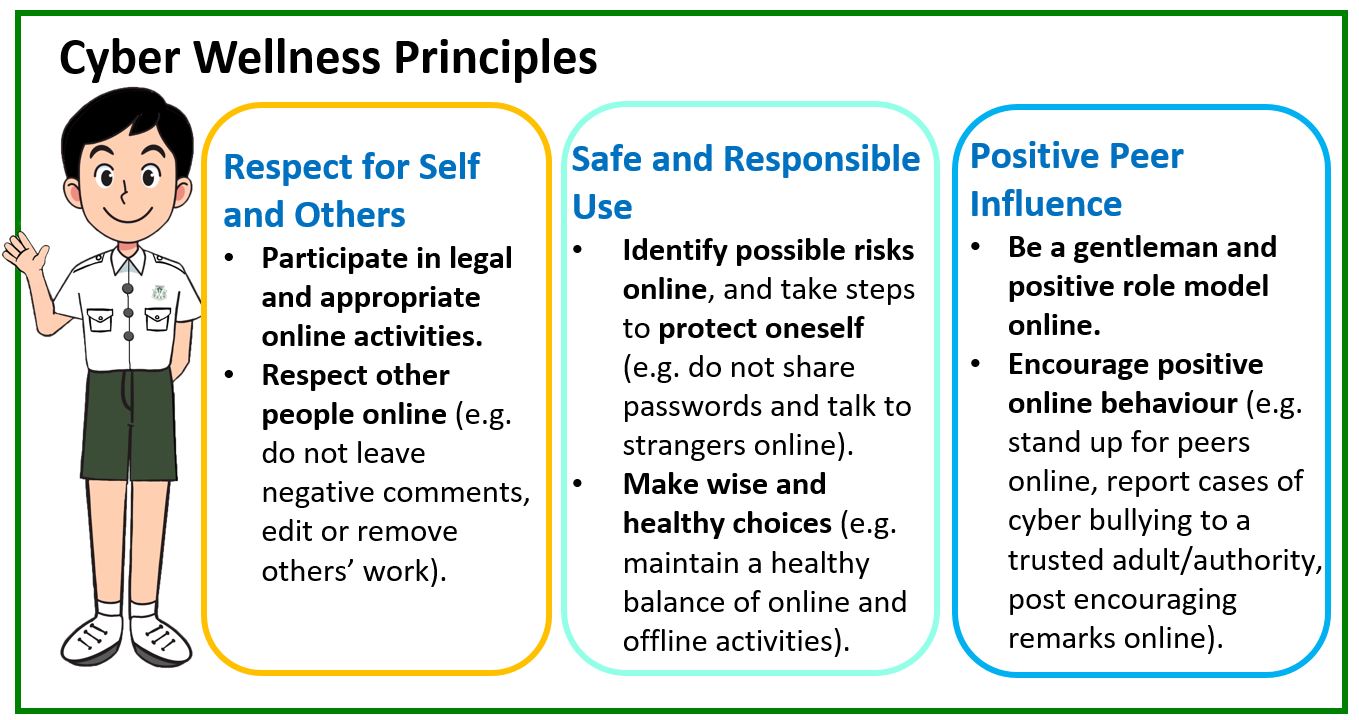 Cyber Wellness Principles
Respect for Self
and Others
• Participate in legal
and appropriate
online activities.
• Respect other
people online (e.g.
do not leave
negative comments,
edit or remove
others’ work).
Safe and Responsible
Use
• Identify possible risks
online, and take steps
to protect oneself
(e.g. do not share
passwords and talk to
strangers online).
• Make wise and
healthy choices (e.g.
maintain a healthy
balance of online and
offline activities).
Positive Peer
Influence
• Be a gentleman and
positive role model
online.
• Encourage positive
online behaviour (e.g.
stand up for peers
online, report cases of
cyber bullying to a
trusted adult/authority,
post encouraging
remarks online).